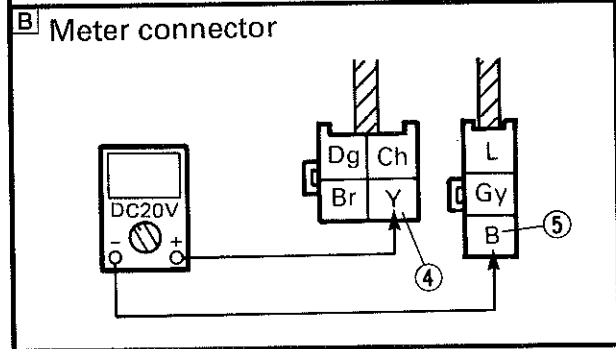 B Meter connector
Dg Ch
Br Y
L
Gy
B
DC20V
- +
④
⑤